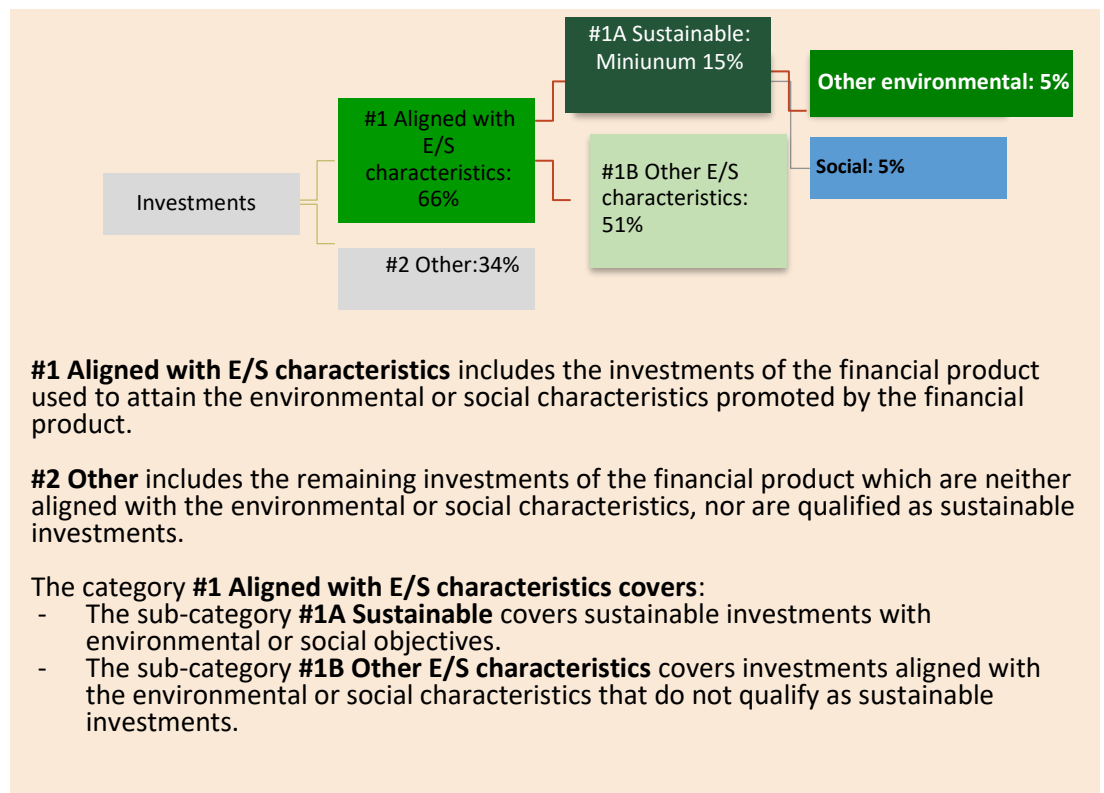 #1A Sustainable:
Miniunum 15%
Other environmental: 5%
#1 Aligned with
E/S
characteristics:
66%
#1B Other E/S
characteristics:
51%
Social: 5%
Investments
#2 Other:34%
#1 Aligned with E/S characteristics includes the investments of the financial product
used to attain the environmental or social characteristics promoted by the financial
product.
#2 Other includes the remaining investments of the financial product which are neither
aligned with the environmental or social characteristics, nor are qualified as sustainable
investments.
The category #1 Aligned with E/S characteristics covers:
- The sub-category #1A Sustainable covers sustainable investments with
environmental or social objectives.
- The sub-category #1B Other E/S characteristics covers investments aligned with
the environmental or social characteristics that do not qualify as sustainable
investments.